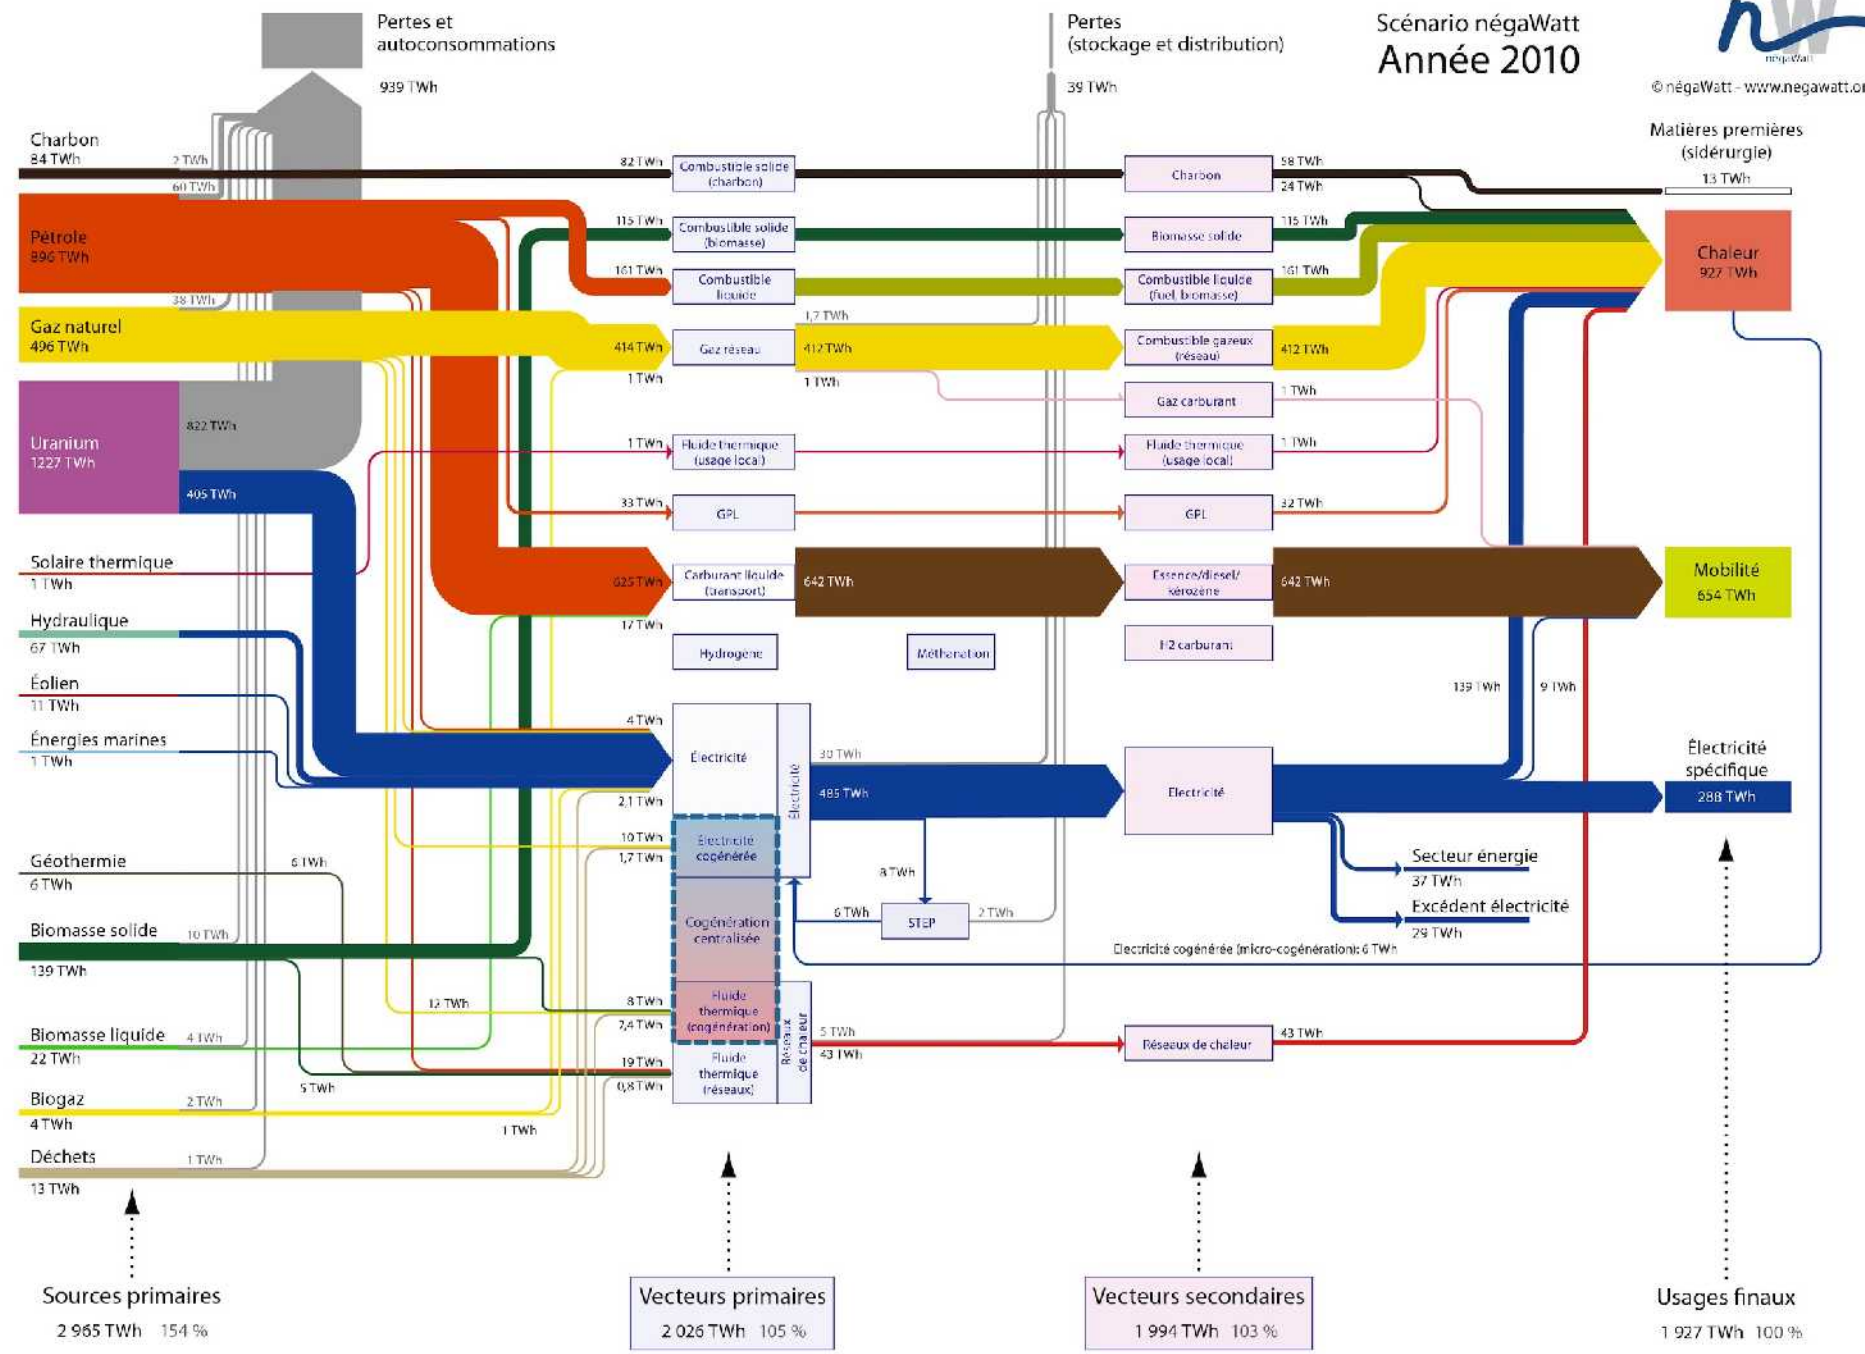 Pertes et
autoconsommations
939 TWh
Pertes
(stockage et distribution)
39 TWh
Scénario négaWatt
Année 2010
nW
négaWatt
© négaWatt - www.negawatt.or
Charbon
84 TWh
2 TWh
60 TWh
Pétrole
896 TWh
38 TWh
Gaz naturel
496 TWh
822 TWh
Uranium
1227 TWh
405 TWh
Solaire thermique
1 TWh
Hydraulique
67 TWh
Éolien
11 TWh
Énergies marines
1 TWh
Géothermie
6 TWh
6 TWh
Biomasse solide
10 TWh
139 TWh
12 TWh
Biomasse liquide
4 TWh
22 TWh
5 TWh
Biogaz
2 TWh
4 TWh
1 TWh
Déchets
1 TWh
13 TWh
82 TWh
Combustible solide
(charbon)
115 TWh
Combustible solide
(biomasse)
161 TWh
Combustible
liquide
414 TWh
Gaz réseau
1 TWh
1,7 TWh
412 TWh
1 TWh
1 TWh
Fluide thermique
(usage local)
33 TWh
GPL
625 TWh
Carburant liquide
(transport)
642 TWh
17 TWh
Hydrogène
Méthanation
4 TWh
Électricité
Électricité
2,1 TWh
30 TWh
485 TWh
10 TWh
1,7 TWh
Electricité
cogénérée
Cogénération
centralisée
8 TWh
6 TWh
STEP
2 TWh
8 TWh
7,4 TWh
Fluide
thermique
(cogénération)
Réseaux
de chaleur
5 TWh
43 TWh
19 TWh
0,8 TWh
Fluide
thermique
(réseaux)
Charbon
58 TWh
24 TWh
Biomasse solide
115 TWh
Combustible liquide
(fuel, biomasse)
161 TWh
Combustible gazeux
(réseau)
412 TWh
Gaz carburant
1 TWh
Fluide thermique
(usage local)
1 TWh
GPL
32 TWh
Essence/diesel/
kérozène
642 TWh
H2 carburant
139 TWh
9 TWh
Electricité
Secteur énergie
37 TWh
Excédent électricité
29 TWh
Electricité cogénérée (micro-cogénération): 6 TWh
Réseaux de chaleur
43 TWh
Matières premières
(sidérurgie)
13 TWh
Chaleur
927 TWh
Mobilité
654 TWh
Électricité
spécifique
288 TWh
Sources primaires
2 965 TWh 154 %
Vecteurs primaires
2 026 TWh 105 %
Vecteurs secondaires
1 994 TWh 103 %
Usages finaux
1 927 TWh 100 %